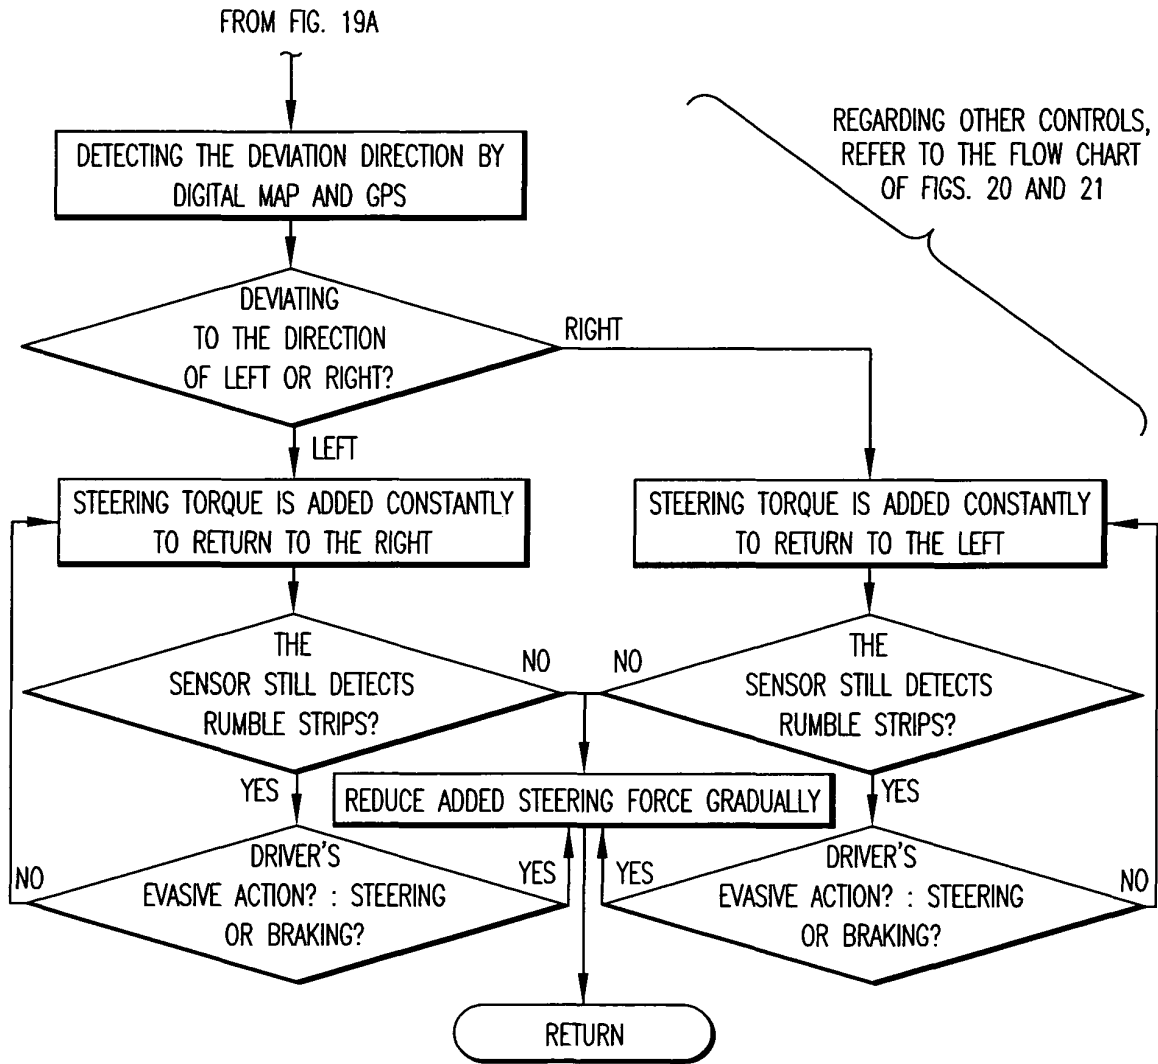 FROM FIG. 19A
REGARDING OTHER CONTROLS,
REFER TO THE FLOW CHART
OF FIGS. 20 AND 21
DETECTING THE DEVIATION DIRECTION BY
DIGITAL MAP AND GPS
DEVIATING
TO THE DIRECTION
OF LEFT OR RIGHT?
RIGHT
LEFT
STEERING TORQUE IS ADDED CONSTANTLY
TO RETURN TO THE RIGHT
STEERING TORQUE IS ADDED CONSTANTLY
TO RETURN TO THE LEFT
THE
SENSOR STILL DETECTS
RUMBLE STRIPS?
NO
NO
THE
SENSOR STILL DETECTS
RUMBLE STRIPS?
YES
REDUCE ADDED STEERING FORCE GRADUALLY
YES
NO
DRIVER'S
EVASIVE ACTION? : STEERING
OR BRAKING?
YES
YES
DRIVER'S
EVASIVE ACTION? : STEERING
OR BRAKING?
NO
RETURN